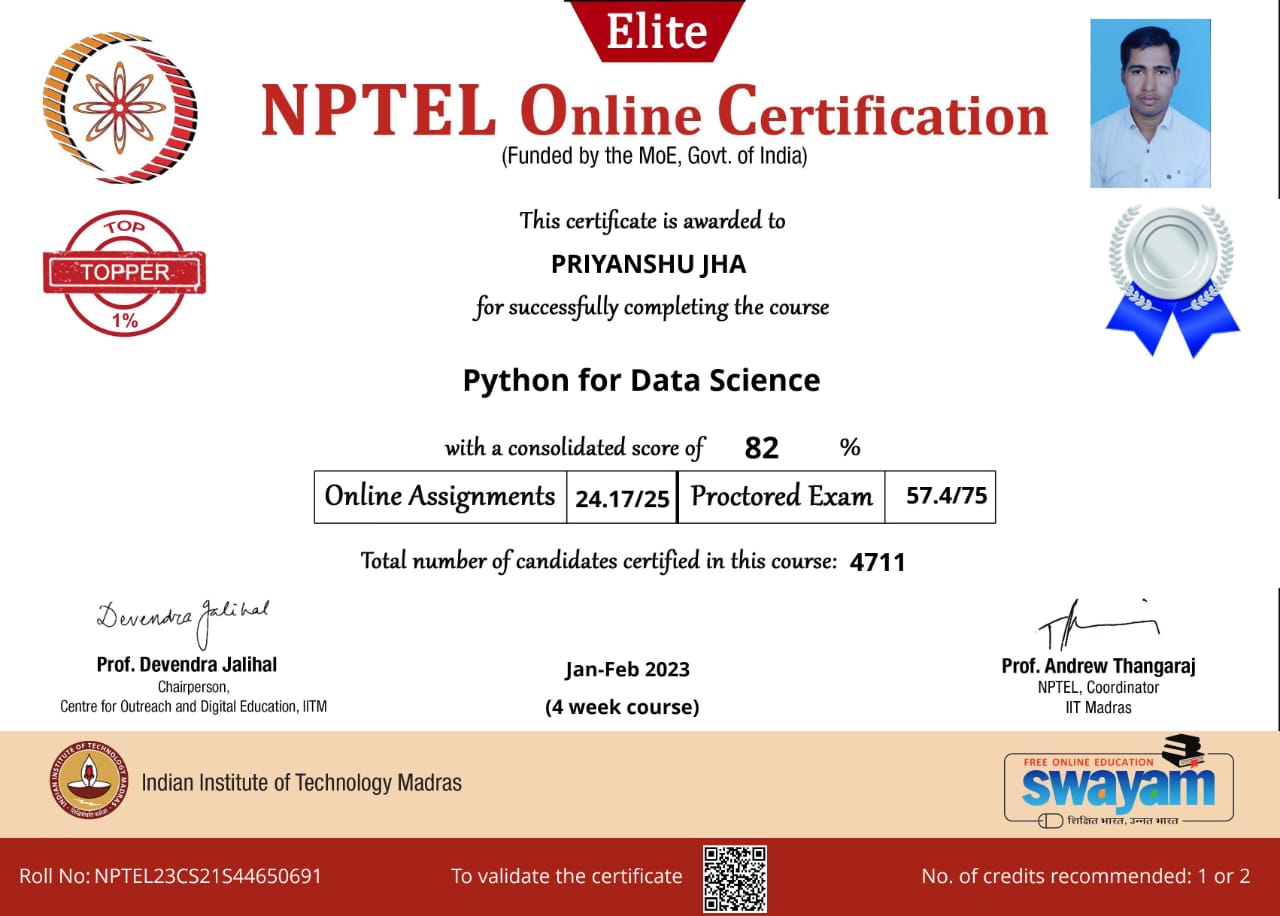 Elite
NPTEL Online Certification
(Funded by the MoE, Govt. of India)
This certificate is awarded to
PRIYANSHU JHA
for successfully completing the course
TOP
TOPPER
1%
Python for Data Science
with a consolidated score of 82 %
Online Assignments 24.17/25 Proctored Exam 57.4/75
Total number of candidates certified in this course: 4711
Devendra Jalihal
Prof. Devendra Jalihal
Chairperson,
Centre for Outreach and Digital Education, IITM
Jan-Feb 2023
(4 week course)
Prof. Andrew Thangaraj
NPTEL, Coordinator
IIT Madras
INDIAN INSTITUTE OF TECHNOLOGY MADRAS
Indian Institute of Technology Madras
FREE ONLINE EDUCATION
swayam
शिक्षित भारत, उन्नत भारत
Roll No: NPTEL23CS21S44650691
To validate the certificate
No. of credits recommended: 1 or 2